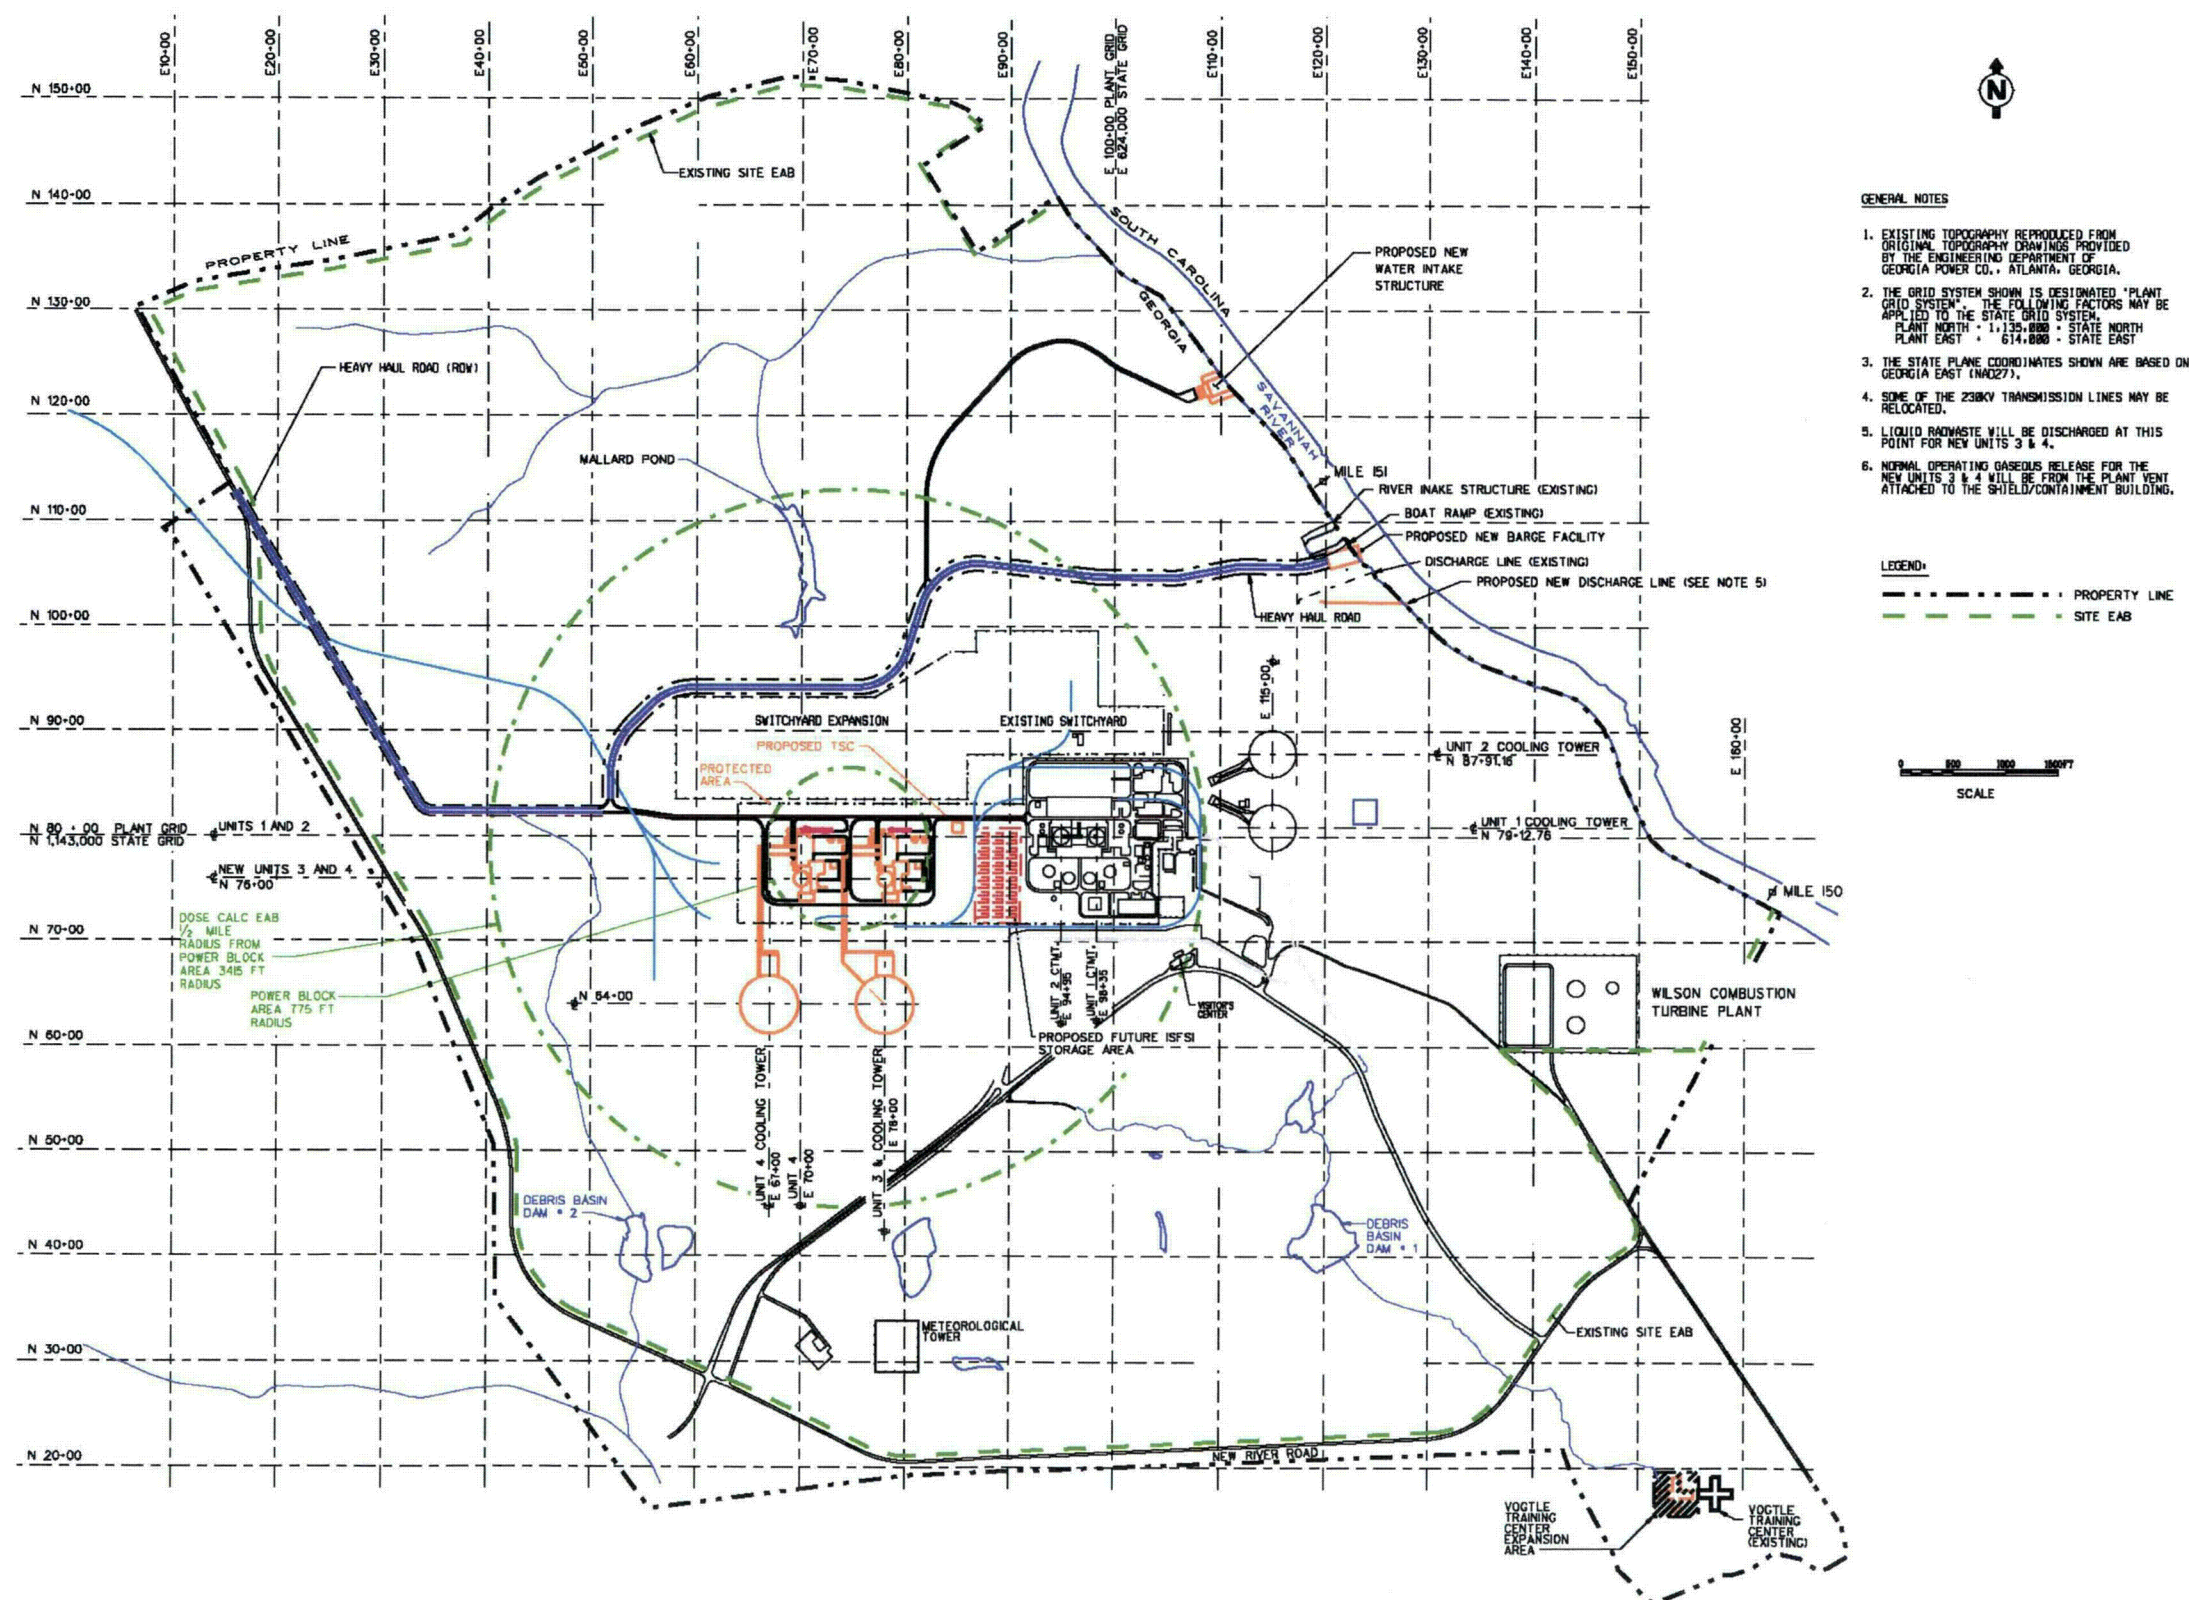 E10+00
E20+00
E30+00
E40+00
E50+00
E60+00
E70+00
E80+00
E90+00
E 100+00 PLANT GRID
E 624,000 STATE GRID
E110+00
E120+00
E130+00
E140+00
E150+00
N 150+00
N 140+00
N 130+00
N 120+00
N 110+00
N 100+00
N 90+00
N 80 + 00 PLANT GRID
N 1,143,000 STATE GRID
N 70+00
N 60+00
N 50+00
N 40+00
N 30+00
N 20+00
N
EXISTING SITE EAB
PROPERTY LINE
SOUTH CAROLINA
GEORGIA
SAVANNAH
RIVER
PROPOSED NEW
WATER INTAKE
STRUCTURE
HEAVY HAUL ROAD (ROW)
MALLARD POND
MILE 151
RIVER INAKE STRUCTURE (EXISTING)
BOAT RAMP (EXISTING)
PROPOSED NEW BARGE FACILITY
DISCHARGE LINE (EXISTING)
PROPOSED NEW DISCHARGE LINE (SEE NOTE 5)
HEAVY HAUL ROAD
E 115+00
E 160+00
SWITCHYARD EXPANSION
EXISTING SWITCHYARD
PROPOSED TSC
PROTECTED
AREA
UNIT 2 COOLING TOWER
N 87+91.16
UNIT 1 COOLING TOWER
N 79+12.76
UNITS 1 AND 2
NEW UNITS 3 AND 4
N 76+00
MILE 150
DOSE CALC EAB
1/2 MILE
RADIUS FROM
POWER BLOCK
AREA 3415 FT
RADIUS
POWER BLOCK
AREA 775 FT
RADIUS
N 64+00
UNIT 2 CTMT.
E 94+95
UNIT 1 CTMT.
E 98+35
VISITOR'S
CENTER
WILSON COMBUSTION
TURBINE PLANT
PROPOSED FUTURE ISFSI
STORAGE AREA
UNIT 4 COOLING TOWER
E 67+00
UNIT 4
E 70+00
UNIT 3 & COOLING TOWER
E 78+00
DEBRIS BASIN
DAM # 2
DEBRIS
BASIN
DAM # 1
METEOROLOGICAL
TOWER
EXISTING SITE EAB
NEW RIVER ROAD
VOGTLE
TRAINING
CENTER
EXPANSION
AREA
VOGTLE
TRAINING
CENTER
(EXISTING)
GENERAL NOTES
1. EXISTING TOPOGRAPHY REPRODUCED FROM
ORIGINAL TOPOGRAPHY DRAWINGS PROVIDED
BY THE ENGINEERING DEPARTMENT OF
GEORGIA POWER CO., ATLANTA, GEORGIA.
2. THE GRID SYSTEM SHOWN IS DESIGNATED "PLANT
GRID SYSTEM". THE FOLLOWING FACTORS MAY BE
APPLIED TO THE STATE GRID SYSTEM.
PLANT NORTH + 1,135,000 = STATE NORTH
PLANT EAST + 614,000 = STATE EAST
3. THE STATE PLANE COORDINATES SHOWN ARE BASED ON
GEORGIA EAST (NAD27).
4. SOME OF THE 230KV TRANSMISSION LINES MAY BE
RELOCATED.
5. LIQUID RADWASTE WILL BE DISCHARGED AT THIS
POINT FOR NEW UNITS 3 & 4.
6. NORMAL OPERATING GASEOUS RELEASE FOR THE
NEW UNITS 3 & 4 WILL BE FROM THE PLANT VENT
ATTACHED TO THE SHIELD/CONTAINMENT BUILDING.
LEGEND:
PROPERTY LINE
SITE EAB
0 500 1000 1500FT
SCALE